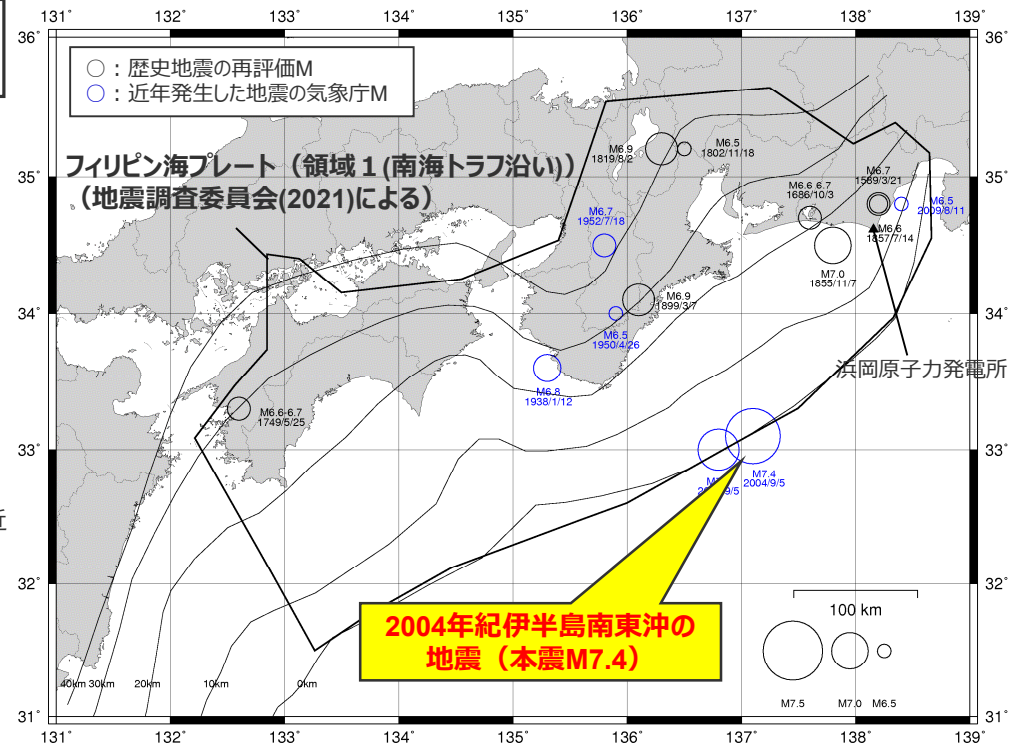 131˚ 132˚ 133˚ 134˚ 135˚ 136˚ 137˚ 138˚ 139˚
36˚ 36˚
○：歴史地震の再評価M
○：近年発生した地震の気象庁M
フィリピン海プレート（領域１(南海トラフ沿い)）
（地震調査委員会(2021)による）
M6.9
1819/8/2
M6.5
1802/11/18
35˚ 35˚
M6.7
1589/3/21
M6.6-6.7
1686/10/3
M6.5
2009/8/11
M6.7
1952/7/18
M6.6
1857/7/14
M7.0
1855/11/7
M6.9
1899/3/7
34˚ 34˚
M6.5
1950/4/26
浜岡原子力発電所
M6.8
1938/1/12
M6.6-6.7
1749/5/25
33˚ 33˚
M7.4
2004/9/5
近
32˚ 32˚
2004年紀伊半島南東沖の
地震（本震M7.4）
100 km
40km 30km 20km 10km 0km
M7.5 M7.0 M6.5
31˚ 31˚
131˚ 132˚ 133˚ 134˚ 135˚ 136˚ 137˚ 138˚ 139˚